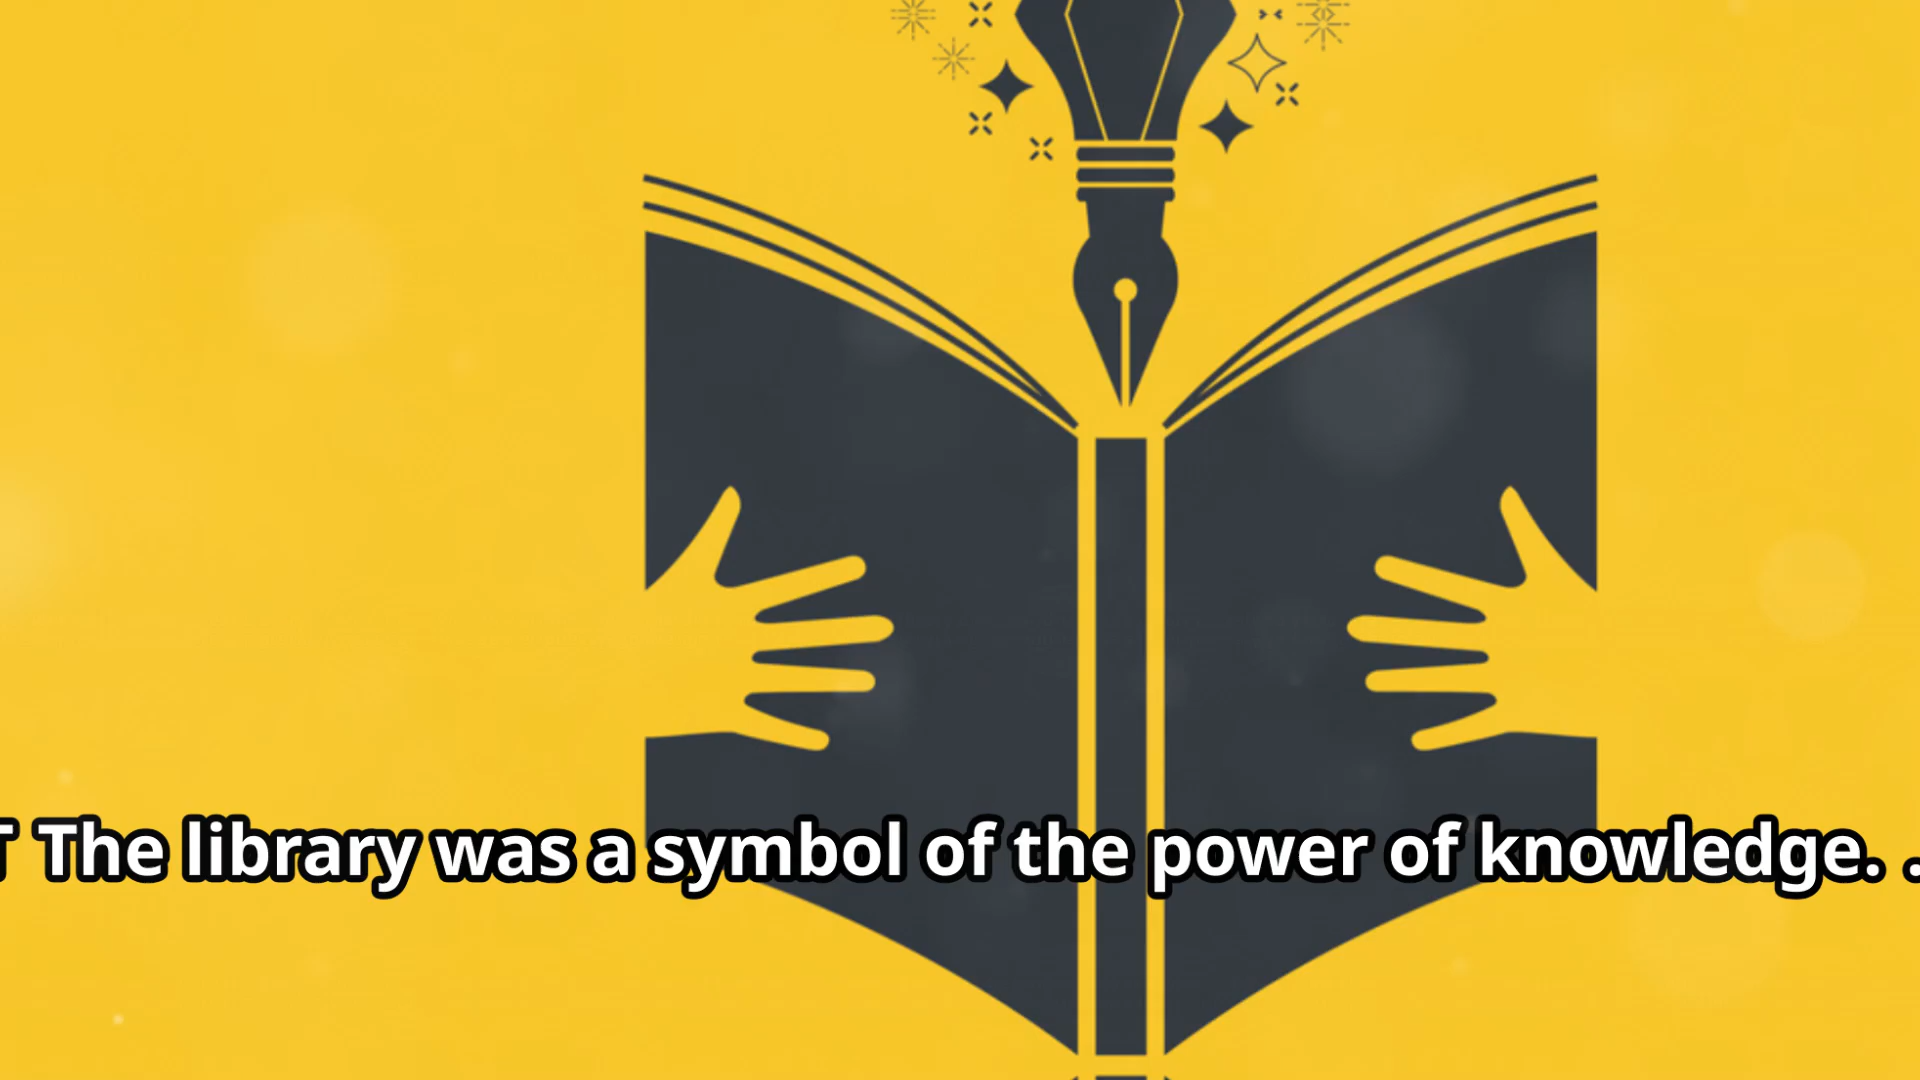 The library was a symbol of the power of knowledge. .